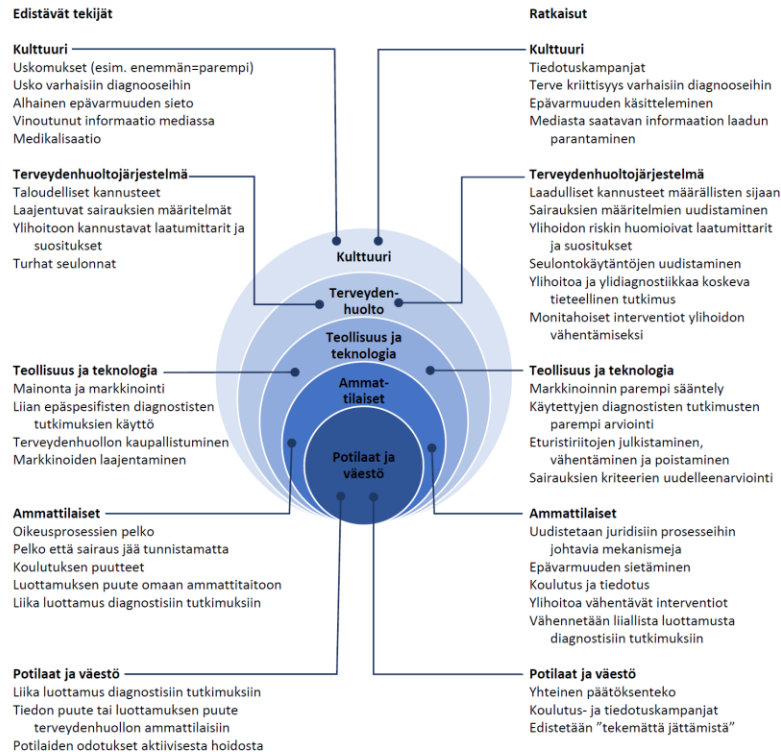 Edistävät tekijät
Kulttuuri
Uskomukset (esim. enemmän=parempi)
Usko varhaisiin diagnooseihin
Alhainen epävarmuuden sieto
Vinoutunut informaatio mediassa
Medikalisaatio
Terveydenhuoltojärjestelmä
Taloudelliset kannusteet
Laajentuvat sairauksien määritelmät
Ylihoitoon kannustavat laatumittarit ja
suositukset
Turhat seulonnat
Teollisuus ja teknologia
Mainonta ja markkinointi
Liian epäspesifisten diagnostisten
tutkimuksien käyttö
Terveydenhuollon kaupallistuminen
Markkinoiden laajentaminen
Ammattilaiset
Oikeusprosessien pelko
Pelko että sairaus jää tunnistamatta
Koulutuksen puutteet
Luottamuksen puute omaan ammattitaitoon
Liika luottamus diagnostisiin tutkimuksiin
Potilaat ja väestö
Liika luottamus diagnostisiin tutkimuksiin
Tiedon puute tai luottamuksen puute
terveydenhuollon ammattilaisiin
Potilaiden odotukset aktiivisesta hoidosta
Kulttuuri
Terveyden-
huolto
Teollisuus ja
teknologia
Ammat-
tilaiset
Potilaat ja
väestö
Ratkaisut
Kulttuuri
Tiedotuskampanjat
Terve kriittisyys varhaisiin diagnooseihin
Epävarmuuden käsitteleminen
Mediasta saatavan informaation laadun
parantaminen
Terveydenhuoltojärjestelmä
Laadulliset kannusteet määrällisten sijaan
Sairauksien määritelmien uudistaminen
Ylihoidon riskin huomioivat laatumittarit
ja suositukset
Seulontokäytäntöjen uudistaminen
Ylihoitoa ja ylidiagnostiikkaa koskeva
tieteellinen tutkimus
Monitahoiset interventiot ylihoidon
vähentämiseksi
Teollisuus ja teknologia
Markkinoinnin parempi sääntely
Käytettyjen diagnostisten tutkimusten
parempi arviointi
Eturistiriitojen julkistaminen,
vähentäminen ja poistaminen
Sairauksien kriteerien uudelleenarviointi
Ammattilaiset
Uudistetaan juridisiin prosesseihin
johtavia mekanismeja
Epävarmuuden sietäminen
Koulutus ja tiedotus
Ylihoitoa vähentävät interventiot
Vähennetään liiallista luottamusta
diagnostisiin tutkimuksiin
Potilaat ja väestö
Yhteinen päätöksenteko
Koulutus- ja tiedotuskampanjat
Edistetään ”tekemättä jättämistä”